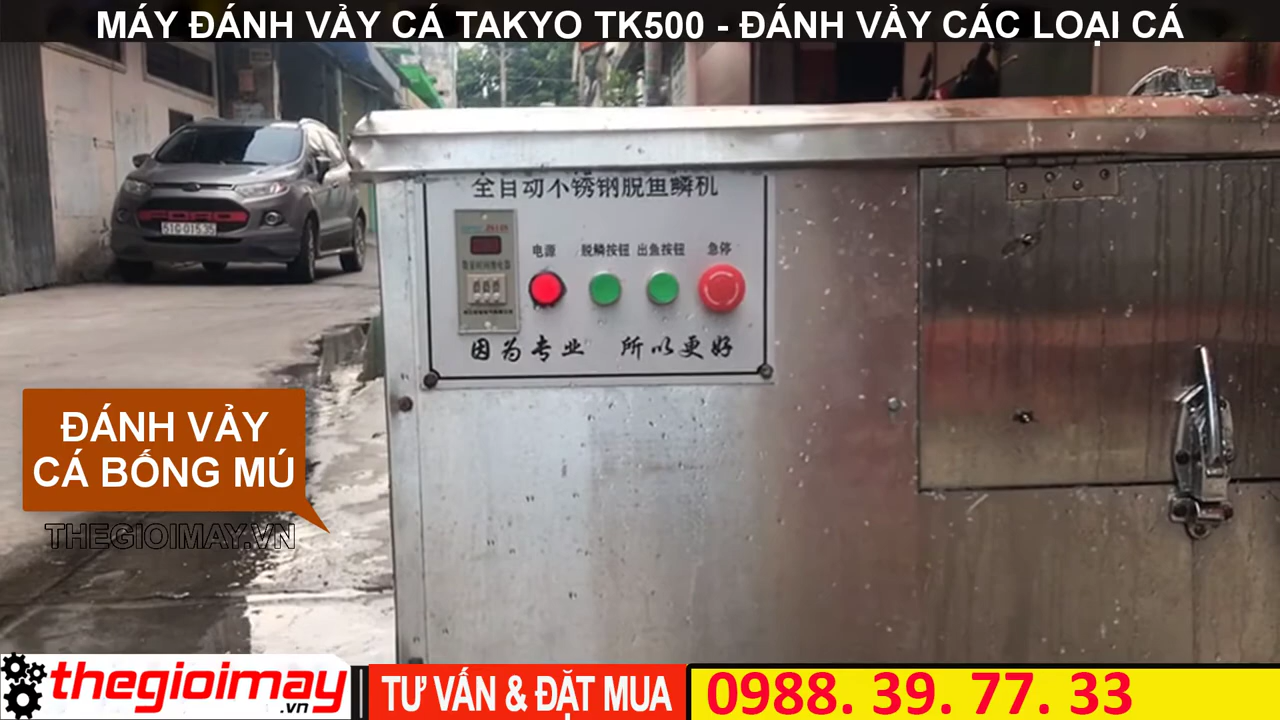 MÁY ĐÁNH VẢY CÁ TAKYO TK500 - ĐÁNH VẢY CÁC LOẠI CÁ
全自动不锈钢脱鱼鳞机
电源 脱鳞按钮 出鱼按钮 急停
因为专业 所以更好
51G 015.35
ĐÁNH VẢY
CÁ BỐNG MÚ
THEGIOIMAY.VN
thegioimay.vn
TƯ VẤN & ĐẶT MUA
0988. 39. 77. 33